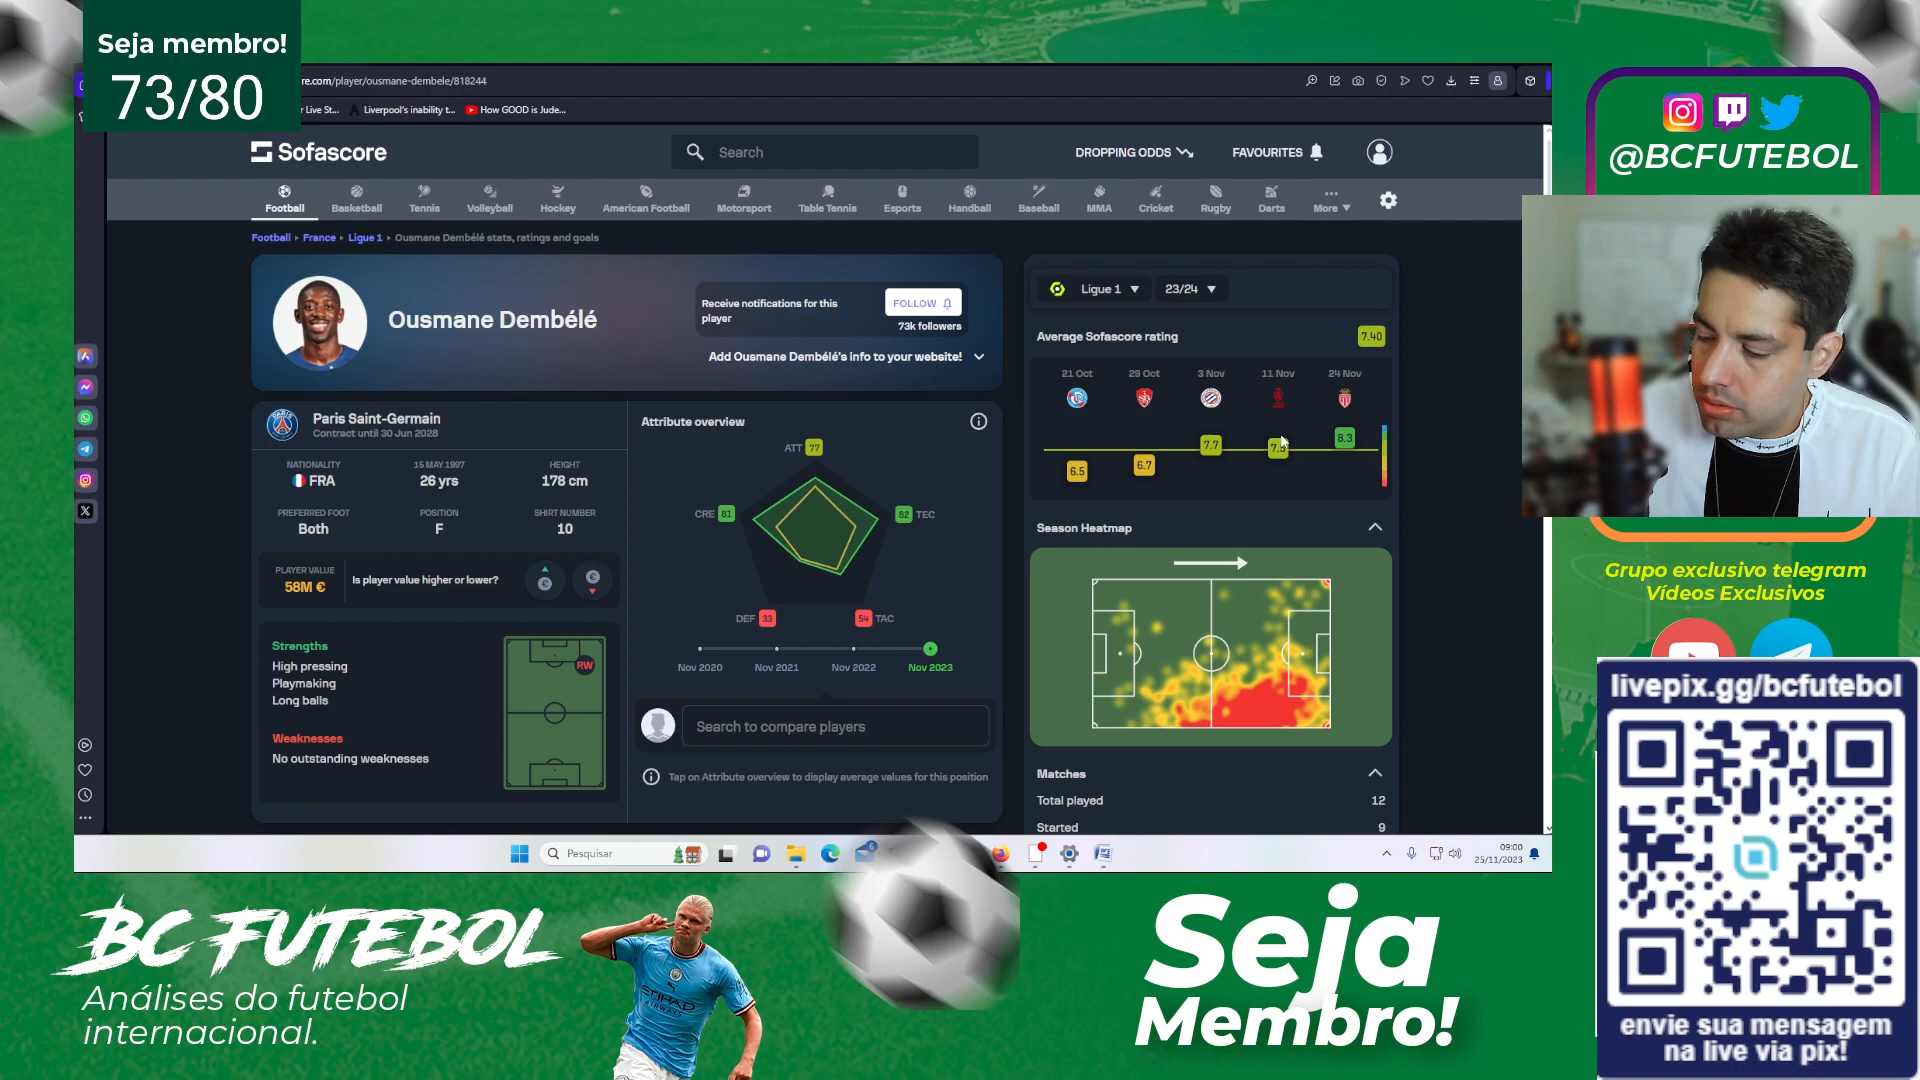 Seja membro!
73/80
re.com/player/ousmane-dembele/818244
r Live St...
Liverpool's inability t...
How GOOD is Jude...
Sofascore
Search
DROPPING ODDS
FAVOURITES
Football
Basketball
Tennis
Volleyball
Hockey
American Football
Motorsport
Table Tennis
Esports
Handball
Baseball
MMA
Cricket
Rugby
Darts
More
Football
France
Ligue 1
Ousmane Dembélé stats, ratings and goals
Ousmane Dembélé
Receive notifications for this
player
FOLLOW
73k followers
Add Ousmane Dembélé's info to your website!
Paris Saint-Germain
Contract until 30 Jun 2028
NATIONALITY
15 MAY 1997
HEIGHT
FRA
26 yrs
178 cm
PREFERRED FOOT
POSITION
SHIRT NUMBER
Both
F
10
PLAYER VALUE
58M €
Is player value higher or lower?
Strengths
High pressing
Playmaking
Long balls
Weaknesses
No outstanding weaknesses
RW
Attribute overview
ATT 77
CRE 81
82 TEC
DEF 33
54 TAC
Nov 2020
Nov 2021
Nov 2022
Nov 2023
Search to compare players
Tap on Attribute overview to display average values for this position
Ligue 1
23/24
Average Sofascore rating
7.40
21 Oct
29 Oct
3 Nov
11 Nov
24 Nov
6.5
6.7
7.7
8.3
Season Heatmap
Matches
Total played
12
Started
9
Pesquisar
6
09:00
25/11/2023
@BCFUTEBOL
Grupo exclusivo telegram
Vídeos Exclusivos
livepix.gg/bcfutebol
envie sua mensagem
na live via pix!
BC FUTEBOL
Análises do futebol
internacional.
ETIHAD
Seja
Membro!